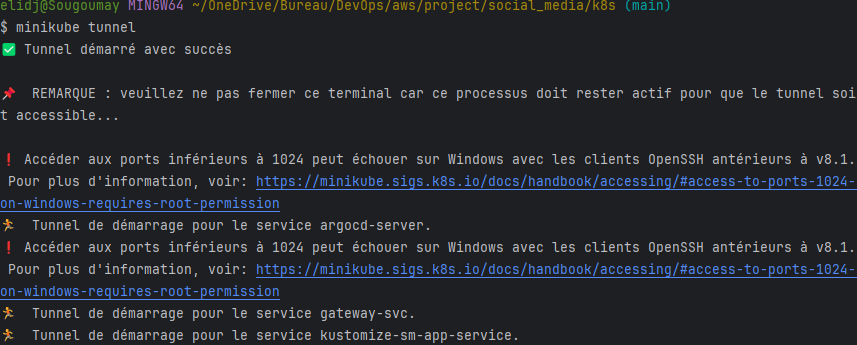 elidj@Sougoumay MINGW64 ~/OneDrive/Bureau/DevOps/aws/project/social_media/k8s (main)
$ minikube tunnel
✅ Tunnel démarré avec succès
📌  REMARQUE : veuillez ne pas fermer ce terminal car ce processus doit rester actif pour que le tunnel soi
t accessible...
❗ Accéder aux ports inférieurs à 1024 peut échouer sur Windows avec les clients OpenSSH antérieurs à v8.1.
 Pour plus d'information, voir: https://minikube.sigs.k8s.io/docs/handbook/accessing/#access-to-ports-1024-
on-windows-requires-root-permission
🏃  Tunnel de démarrage pour le service argocd-server.
❗ Accéder aux ports inférieurs à 1024 peut échouer sur Windows avec les clients OpenSSH antérieurs à v8.1.
 Pour plus d'information, voir: https://minikube.sigs.k8s.io/docs/handbook/accessing/#access-to-ports-1024-
on-windows-requires-root-permission
🏃  Tunnel de démarrage pour le service gateway-svc.
🏃  Tunnel de démarrage pour le service kustomize-sm-app-service.